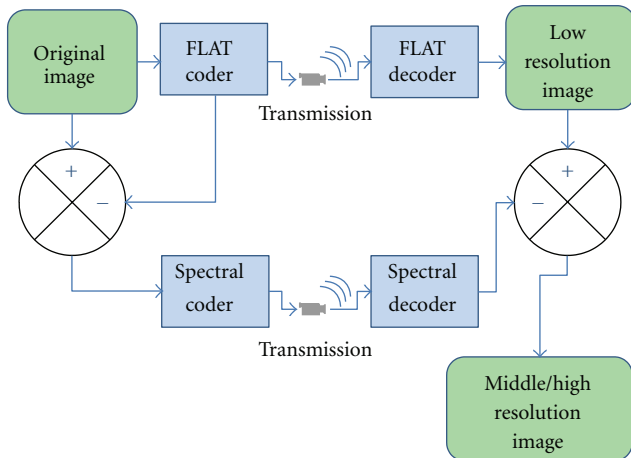 Original
image
FLAT
coder
Transmission
FLAT
decoder
Low
resolution
image
+
−
+
−
Spectral
coder
Transmission
Spectral
decoder
Middle/high
resolution
image